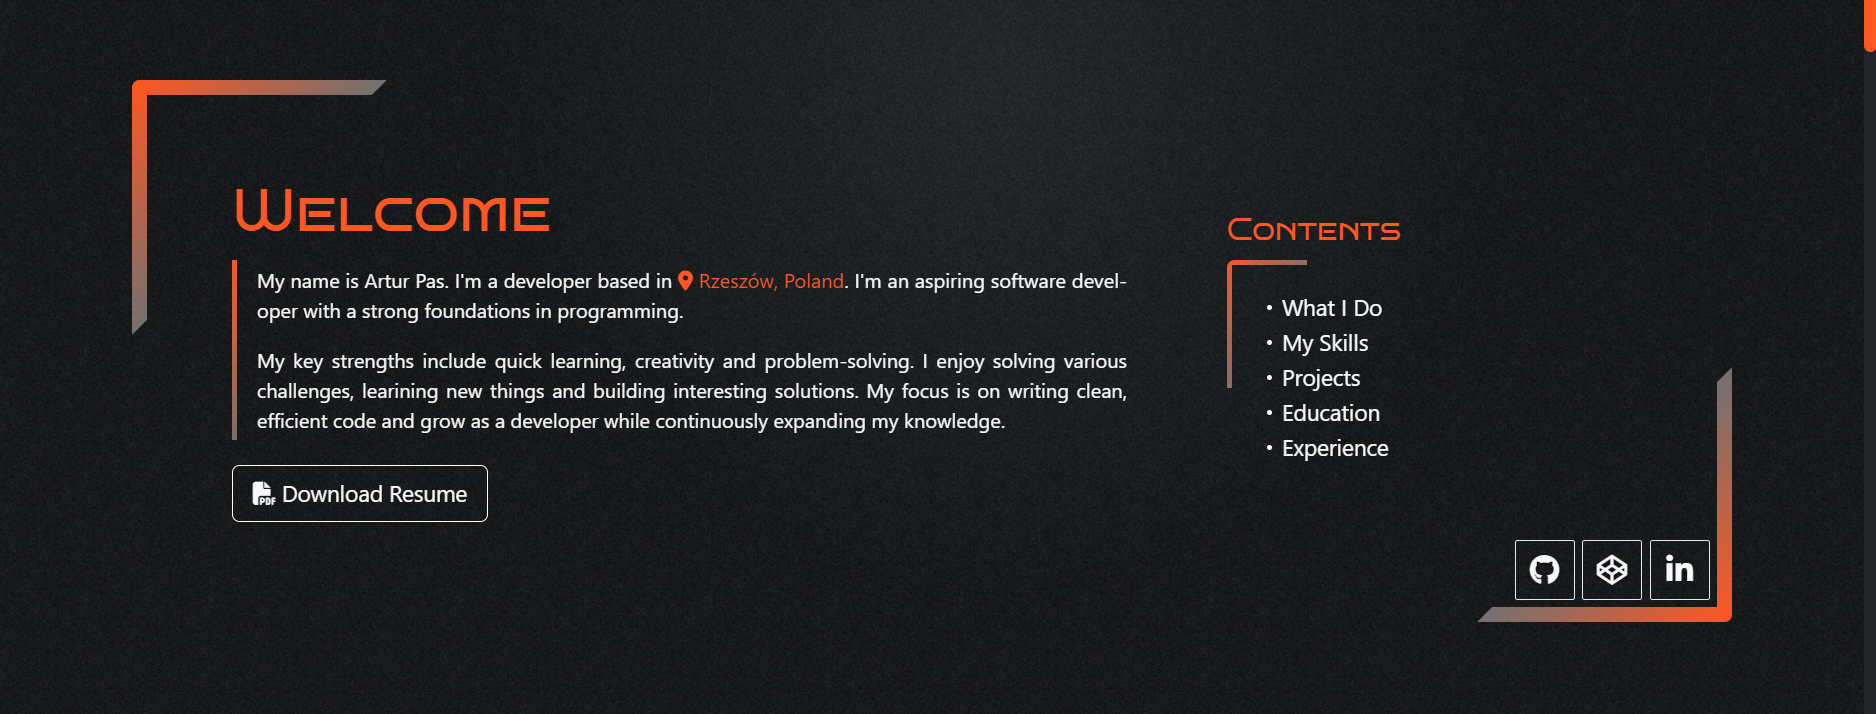 Welcome
My name is Artur Pas. I'm a developer based in Rzeszów, Poland. I'm an aspiring software devel-
oper with a strong foundations in programming.
My key strengths include quick learning, creativity and problem-solving. I enjoy solving various
challenges, learining new things and building interesting solutions. My focus is on writing clean,
efficient code and grow as a developer while continuously expanding my knowledge.
PDF Download Resume
Contents
• What I Do
• My Skills
• Projects
• Education
• Experience
in